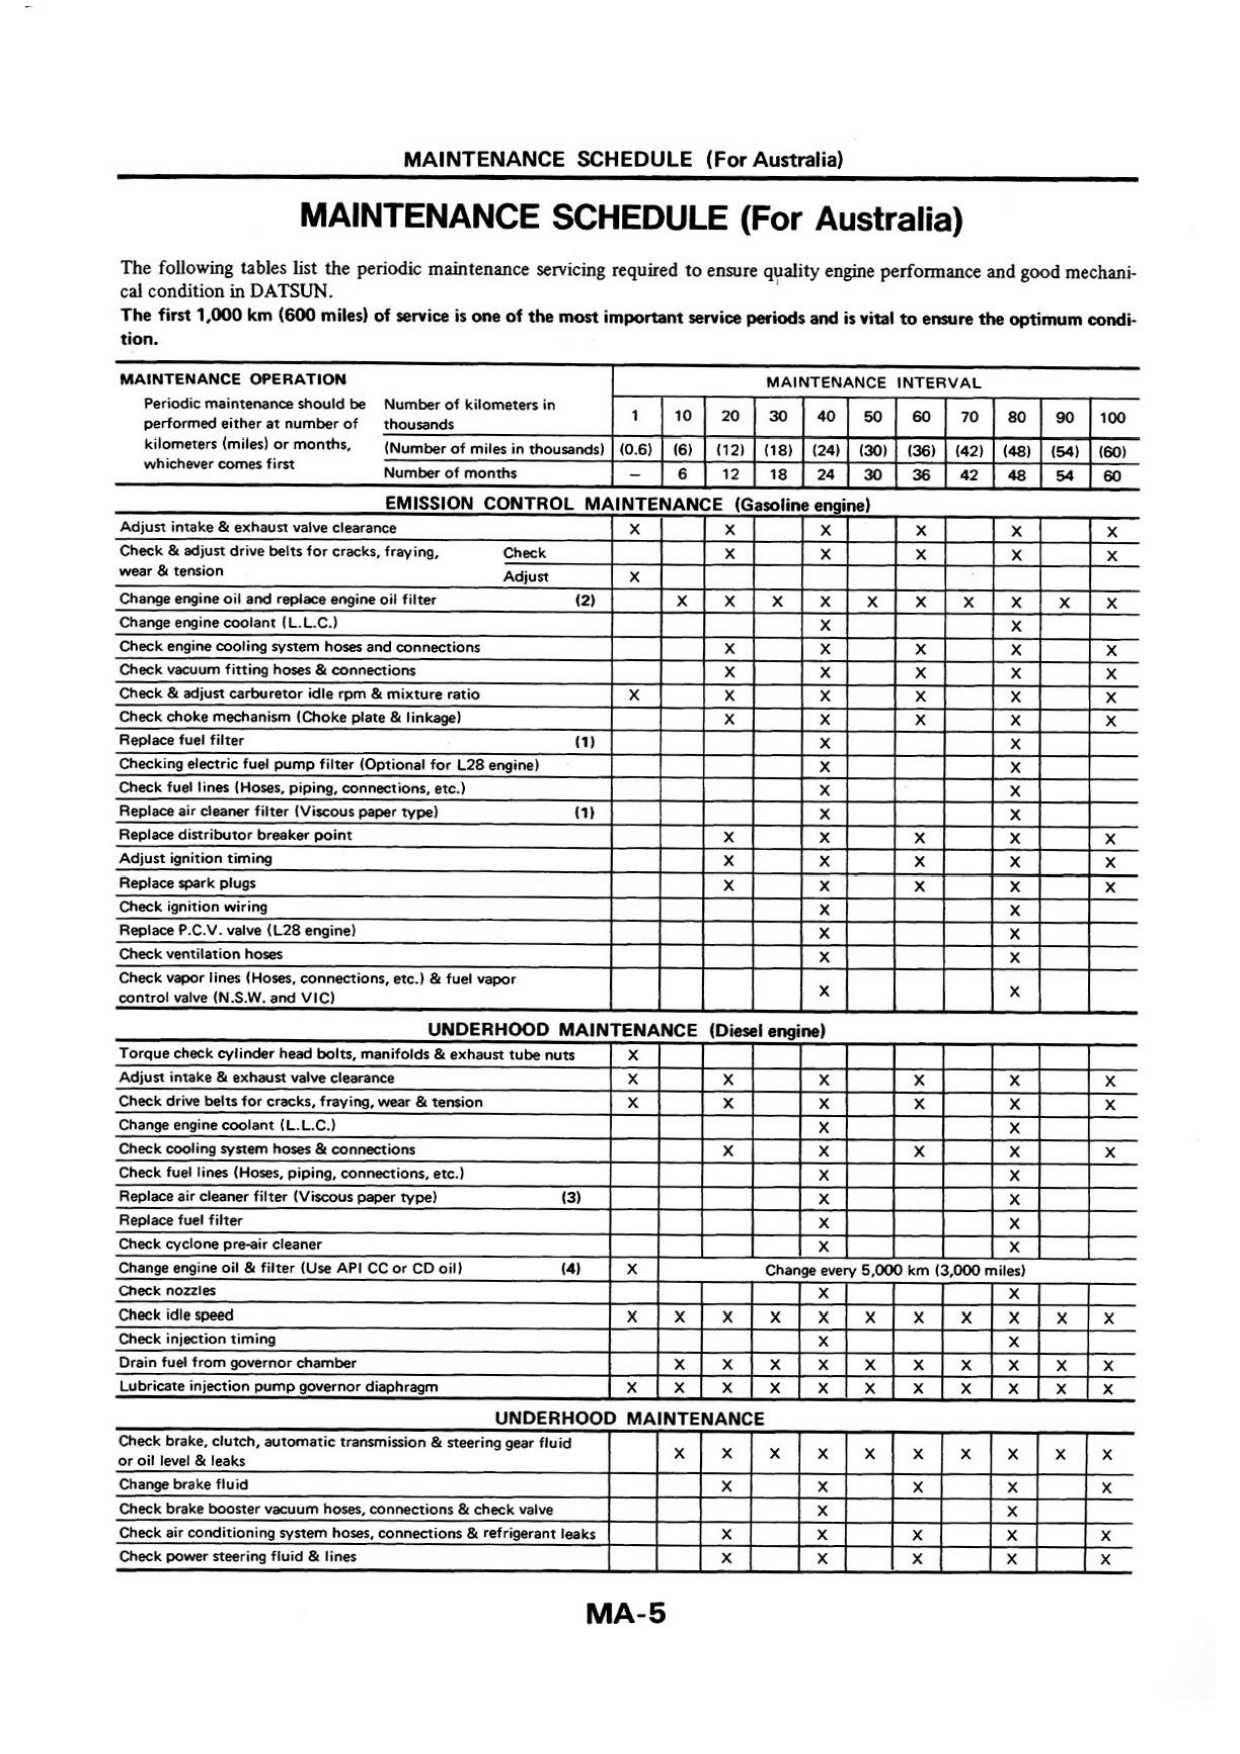 MAINTENANCE SCHEDULE (For Australia)
MAINTENANCE SCHEDULE (For Australia)
The following tables list the periodic maintenance servicing required to ensure quality engine performance and good mechani-
cal condition in DATSUN.
The first 1,000 km (600 miles) of service is one of the most important service periods and is vital to ensure the optimum condi-
tion.
MAINTENANCE OPERATION
MAINTENANCE INTERVAL
Periodic maintenance should be
performed either at number of
kilometers (miles) or months,
whichever comes first
Number of kilometers in
thousands
1 10 20 30 40 50 60 70 80 90 100
(Number of miles in thousands) (0.6) (6) (12) (18) (24) (30) (36) (42) (48) (54) (60)
Number of months – 6 12 18 24 30 36 42 48 54 60
EMISSION CONTROL MAINTENANCE (Gasoline engine)
Adjust intake & exhaust valve clearance X X X X X X
Check & adjust drive belts for cracks, fraying,
wear & tension
Check X X X X X
Adjust X
Change engine oil and replace engine oil filter (2) X X X X X X X X X X
Change engine coolant (L.L.C.) X X
Check engine cooling system hoses and connections X X X X X
Check vacuum fitting hoses & connections X X X X X
Check & adjust carburetor idle rpm & mixture ratio X X X X X X
Check choke mechanism (Choke plate & linkage) X X X X X
Replace fuel filter (1) X X
Checking electric fuel pump filter (Optional for L28 engine) X X
Check fuel lines (Hoses, piping, connections, etc.) X X
Replace air cleaner filter (Viscous paper type) (1) X X
Replace distributor breaker point X X X X X
Adjust ignition timing X X X X X
Replace spark plugs X X X X X
Check ignition wiring X X
Replace P.C.V. valve (L28 engine) X X
Check ventilation hoses X X
Check vapor lines (Hoses, connections, etc.) & fuel vapor
control valve (N.S.W. and VIC) X X
UNDERHOOD MAINTENANCE (Diesel engine)
Torque check cylinder head bolts, manifolds & exhaust tube nuts X
Adjust intake & exhaust valve clearance X X X X X X
Check drive belts for cracks, fraying, wear & tension X X X X X X
Change engine coolant (L.L.C.) X X
Check cooling system hoses & connections X X X X X
Check fuel lines (Hoses, piping, connections, etc.) X X
Replace air cleaner filter (Viscous paper type) (3) X X
Replace fuel filter X X
Check cyclone pre-air cleaner X X
Change engine oil & filter (Use API CC or CD oil) (4) X Change every 5,000 km (3,000 miles)
Check nozzles X X
Check idle speed X X X X X X X X X X X
Check injection timing X X
Drain fuel from governor chamber X X X X X X X X X X
Lubricate injection pump governor diaphragm X X X X X X X X X X X
UNDERHOOD MAINTENANCE
Check brake, clutch, automatic transmission & steering gear fluid
or oil level & leaks X X X X X X X X X X
Change brake fluid X X X X X
Check brake booster vacuum hoses, connections & check valve X X
Check air conditioning system hoses, connections & refrigerant leaks X X X X X
Check power steering fluid & lines X X X X X
MA-5